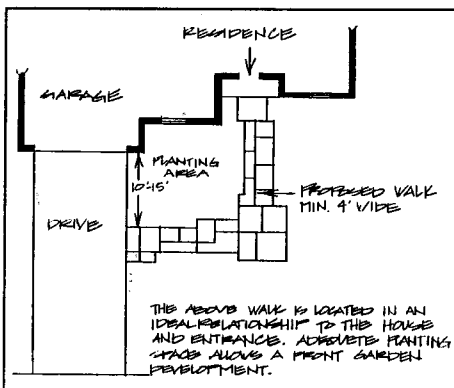 RESIDENCE
GARAGE
PLANTING
AREA
10'-15'
PROPOSED WALK
MIN. 4' WIDE
DRIVE
THE ABOVE WALK IS LOCATED IN AN
IDEAL RELATIONSHIP TO THE HOUSE
AND ENTRANCE. ADEQUATE PLANTING
SPACE ALLOWS A FRONT GARDEN
DEVELOPMENT.